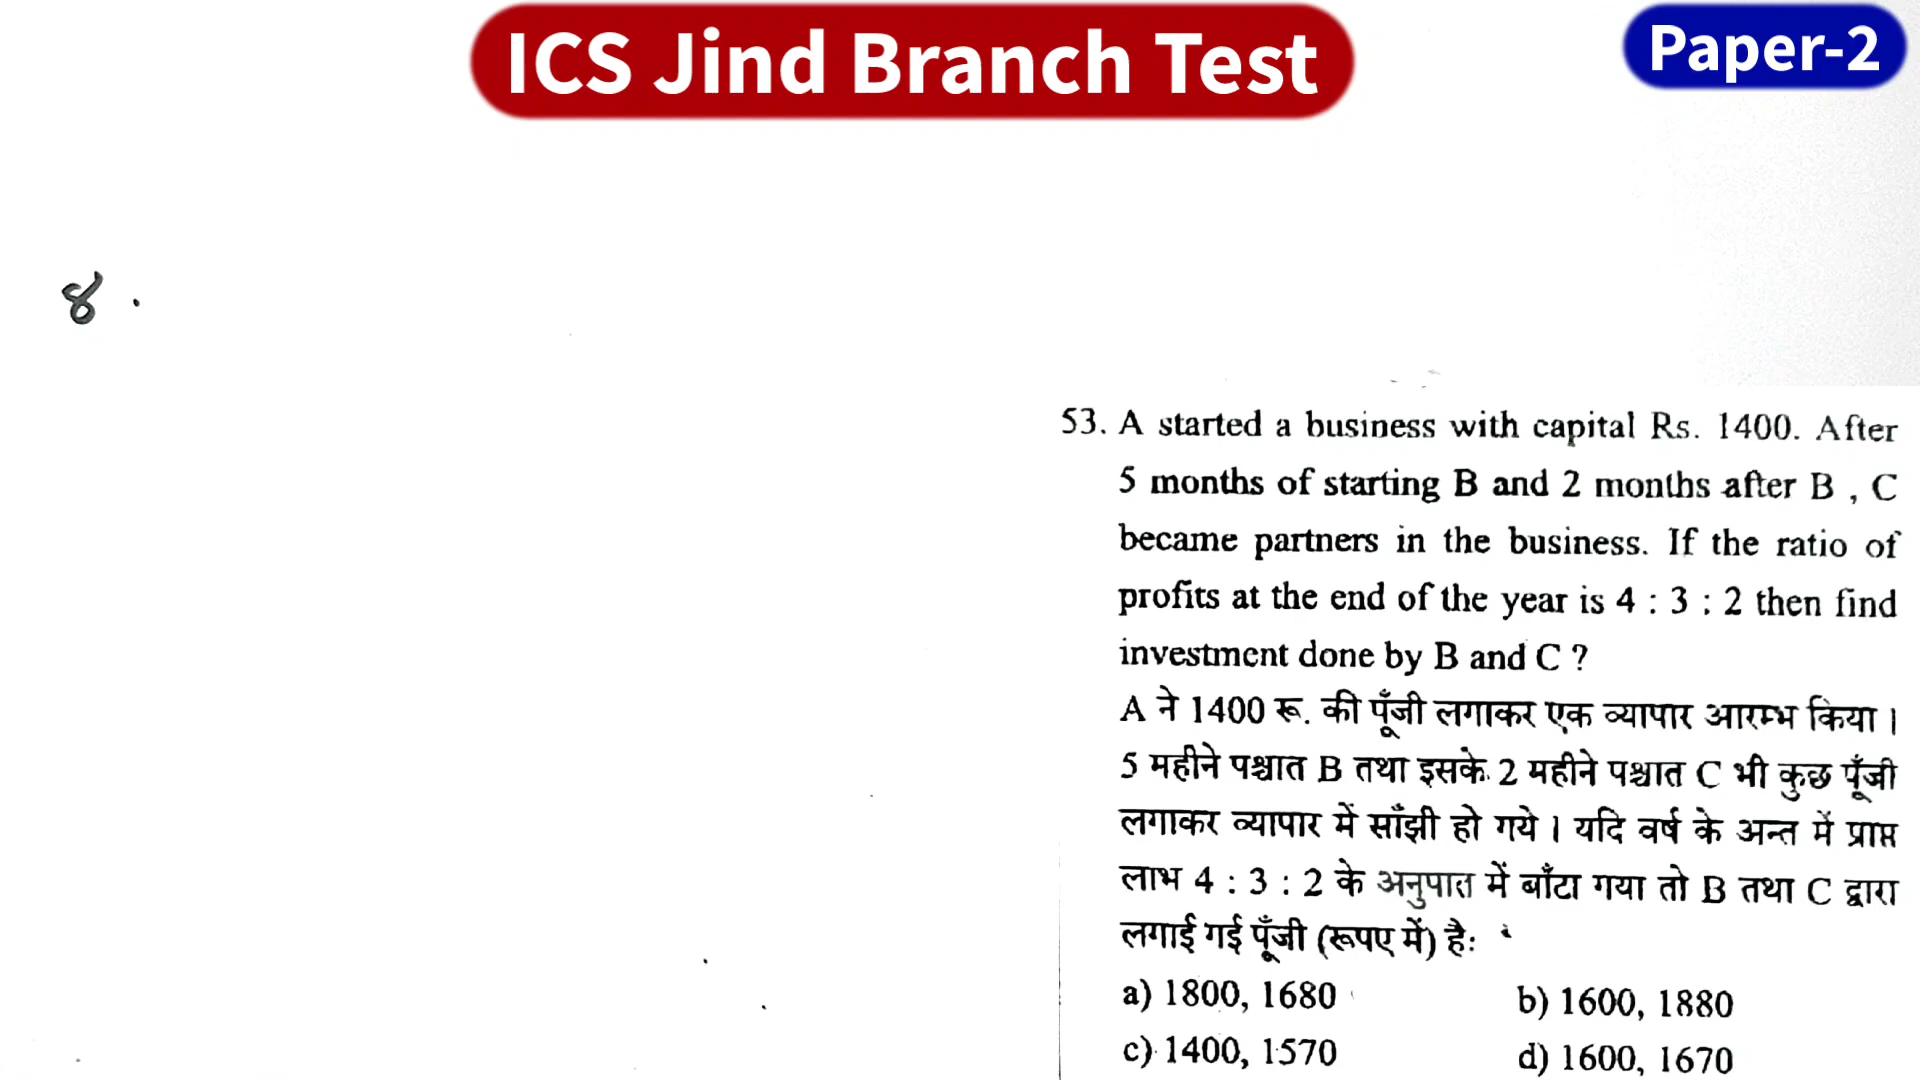 ICS Jind Branch Test
Paper-2
8.
53. A started a business with capital Rs. 1400. After
5 months of starting B and 2 months after B , C
became partners in the business. If the ratio of
profits at the end of the year is 4 : 3 : 2 then find
investment done by B and C ?
A ने 1400 रू. की पूँजी लगाकर एक व्यापार आरम्भ किया ।
5 महीने पश्चात B तथा इसके 2 महीने पश्चात C भी कुछ पूँजी
लगाकर व्यापार में साँझी हो गये । यदि वर्ष के अन्त में प्राप्त
लाभ 4 : 3 : 2 के अनुपात में बाँटा गया तो B तथा C द्वारा
लगाई गई पूँजी (रूपए में) है:
a) 1800, 1680 b) 1600, 1880
c) 1400, 1570 d) 1600, 1670